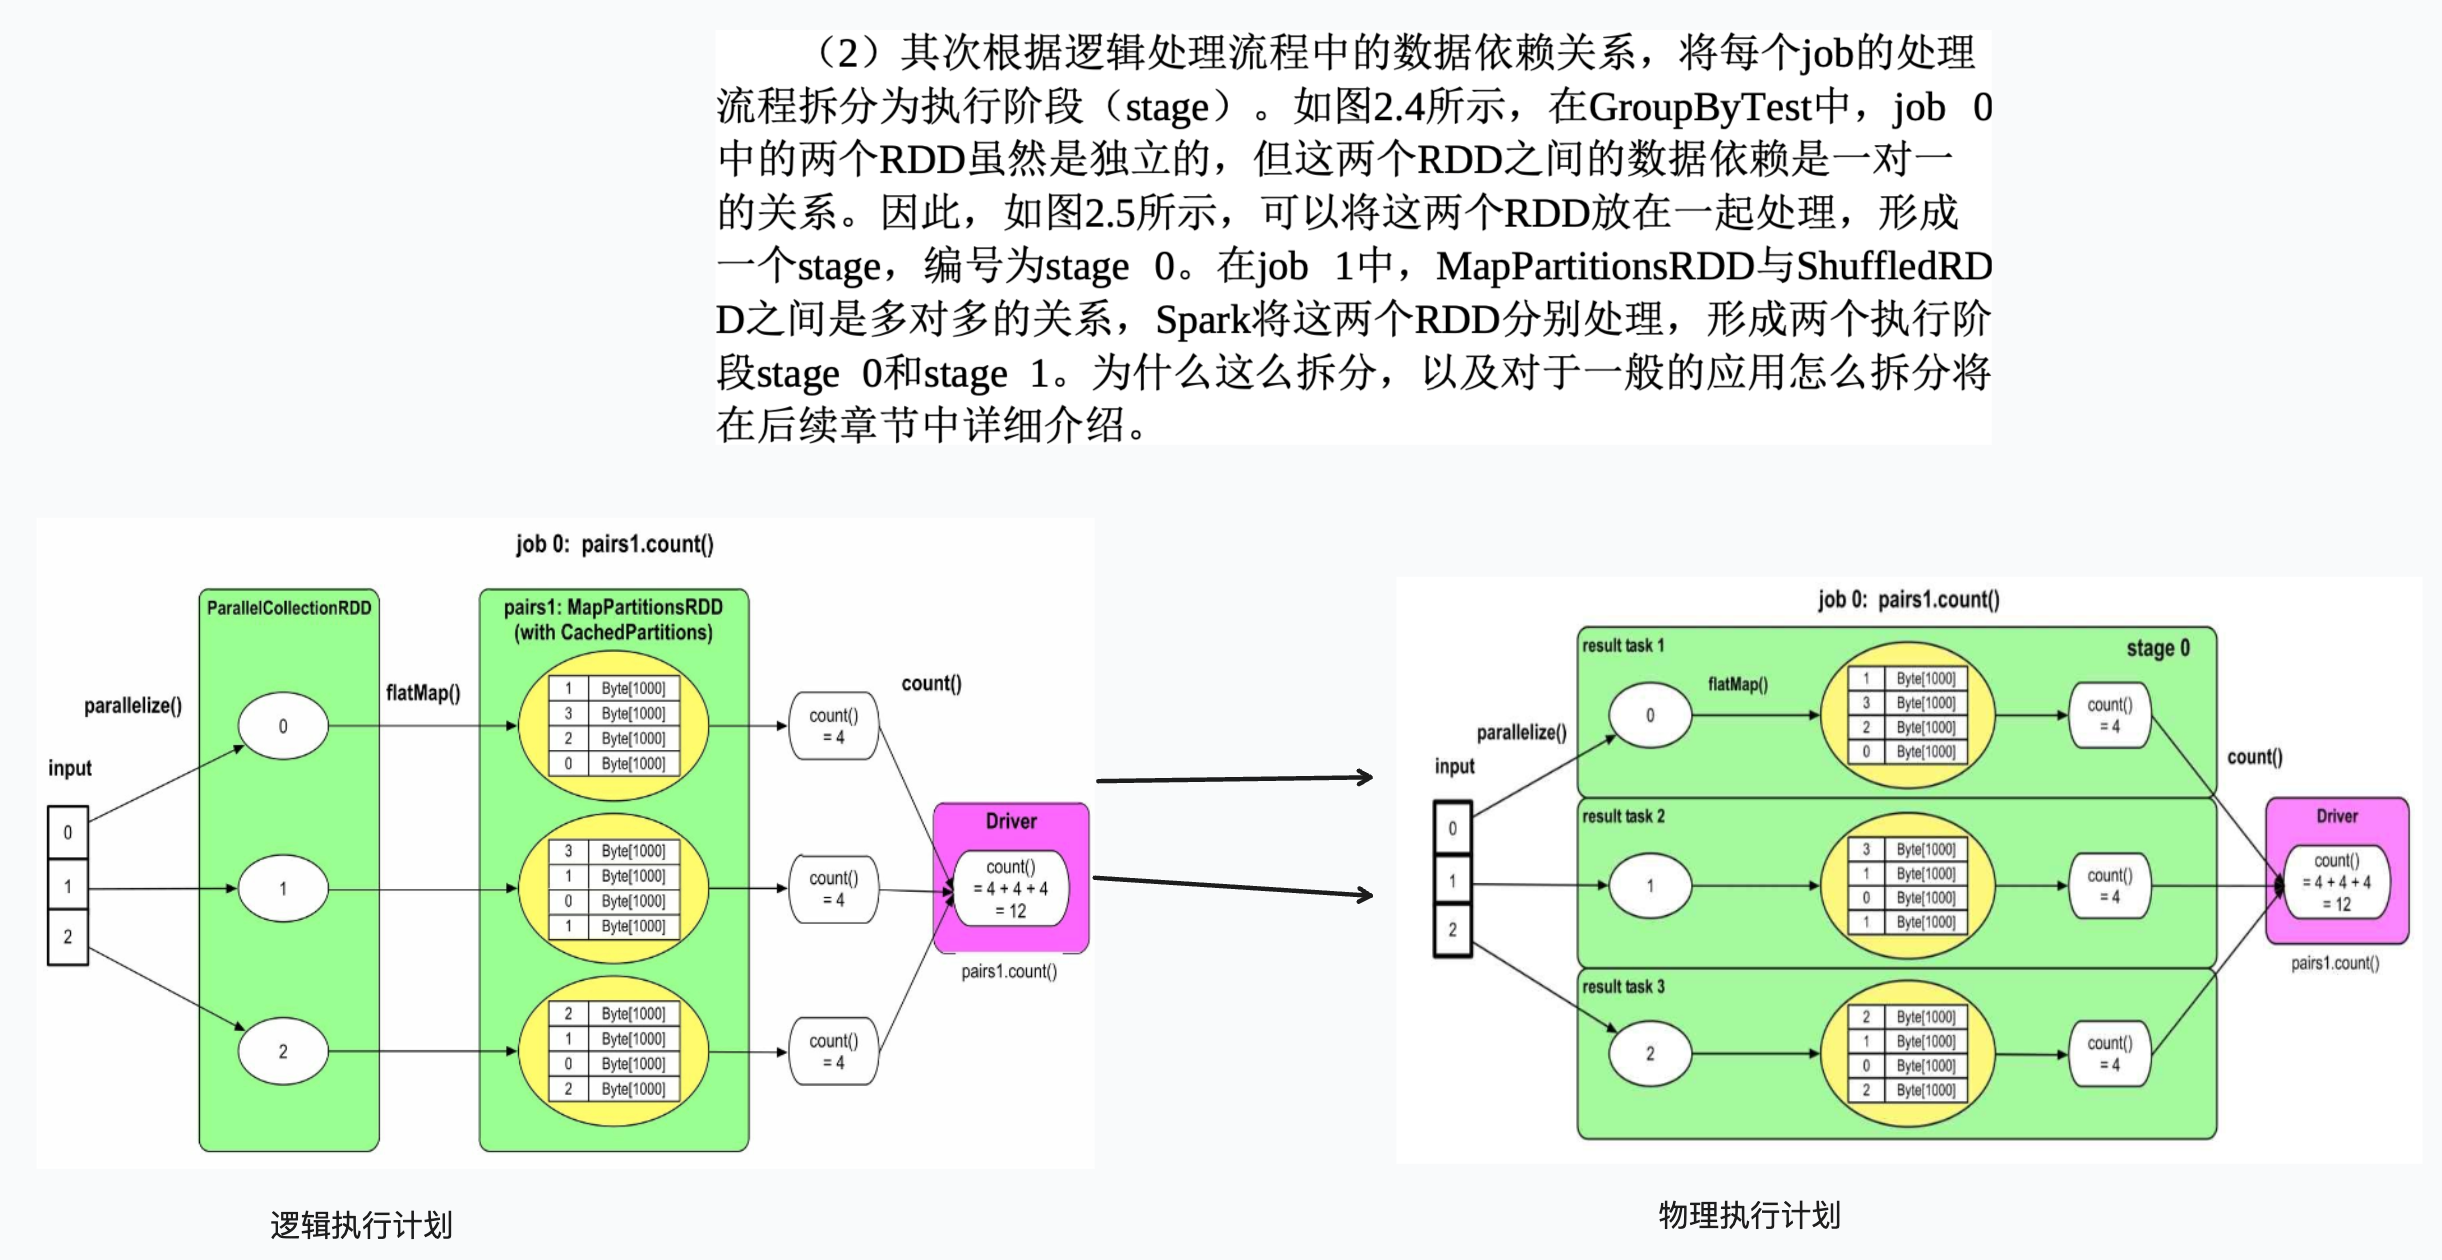 （2）其次根据逻辑处理流程中的数据依赖关系，将每个job的处理
流程拆分为执行阶段（stage）。如图2.4所示，在GroupByTest中，job 0
中的两个RDD虽然是独立的，但这两个RDD之间的数据依赖是一对一
的关系。因此，如图2.5所示，可以将这两个RDD放在一起处理，形成
一个stage，编号为stage 0。在job 1中，MapPartitionsRDD与ShuffledRD
D之间是多对多的关系，Spark将这两个RDD分别处理，形成两个执行阶
段stage 0和stage 1。为什么这么拆分，以及对于一般的应用怎么拆分将
在后续章节中详细介绍。
job 0: pairs1.count()
ParallelCollectionRDD
pairs1: MapPartitionsRDD
(with CachedPartitions)
parallelize()
flatMap()
count()
input
0
1
2
0
1
2
1 Byte[1000]
3 Byte[1000]
2 Byte[1000]
0 Byte[1000]
3 Byte[1000]
1 Byte[1000]
0 Byte[1000]
1 Byte[1000]
2 Byte[1000]
1 Byte[1000]
0 Byte[1000]
2 Byte[1000]
count()
= 4
count()
= 4
count()
= 4
Driver
count()
= 4 + 4 + 4
= 12
pairs1.count()
逻辑执行计划
job 0: pairs1.count()
result task 1
stage 0
flatMap()
parallelize()
input
0
1
2
0
1 Byte[1000]
3 Byte[1000]
2 Byte[1000]
0 Byte[1000]
count()
= 4
count()
result task 2
1
3 Byte[1000]
1 Byte[1000]
0 Byte[1000]
1 Byte[1000]
count()
= 4
result task 3
2
2 Byte[1000]
1 Byte[1000]
0 Byte[1000]
2 Byte[1000]
count()
= 4
Driver
count()
= 4 + 4 + 4
= 12
pairs1.count()
物理执行计划